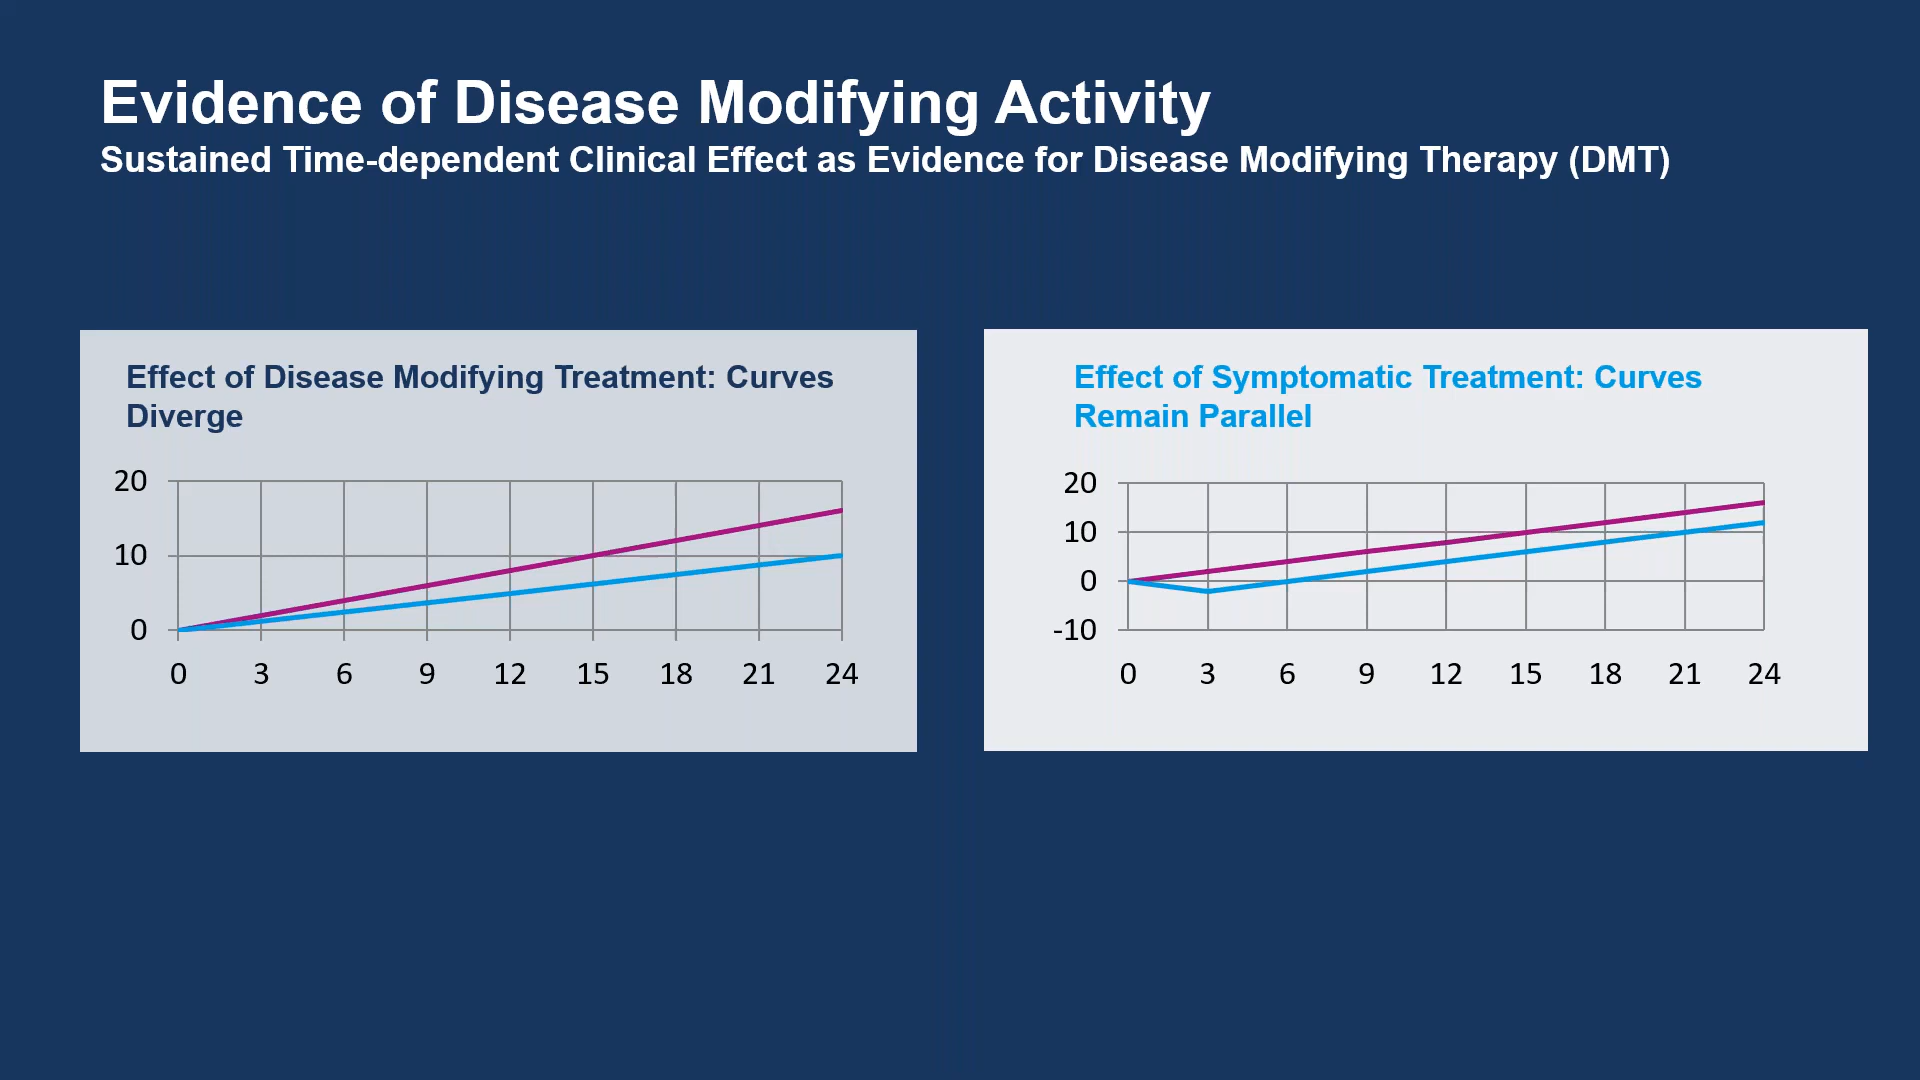 Evidence of Disease Modifying Activity
Sustained Time-dependent Clinical Effect as Evidence for Disease Modifying Therapy (DMT)
Effect of Disease Modifying Treatment: Curves
Diverge
20
10
0
0 3 6 9 12 15 18 21 24
Effect of Symptomatic Treatment: Curves
Remain Parallel
20
10
0
-10
0 3 6 9 12 15 18 21 24